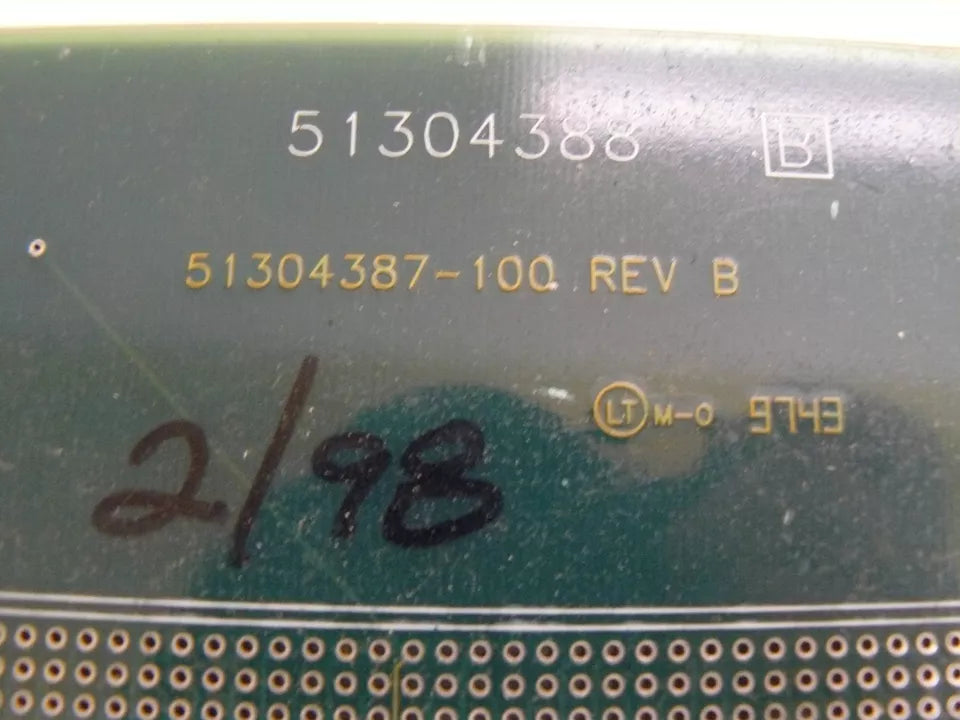 51304388 B
51304387-100 REV B
LT M-0 9743
2/98